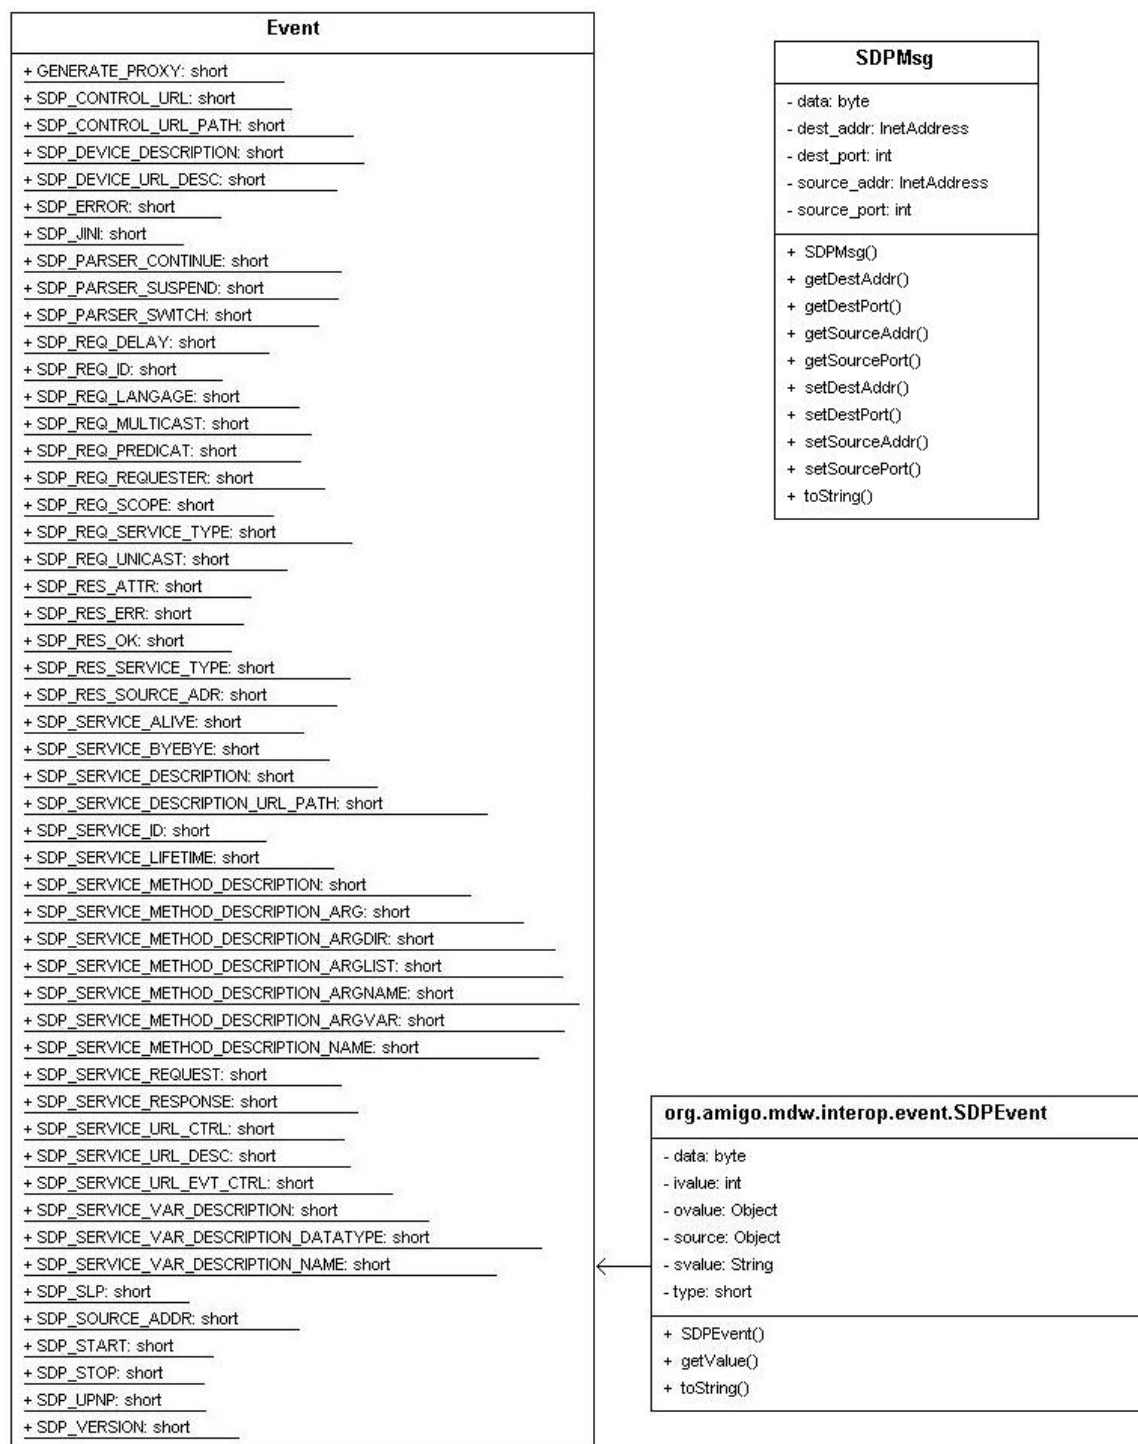 Event
+ GENERATE_PROXY: short
+ SDP_CONTROL_URL: short
+ SDP_CONTROL_URL_PATH: short
+ SDP_DEVICE_DESCRIPTION: short
+ SDP_DEVICE_URL_DESC: short
+ SDP_ERROR: short
+ SDP_JINI: short
+ SDP_PARSER_CONTINUE: short
+ SDP_PARSER_SUSPEND: short
+ SDP_PARSER_SWITCH: short
+ SDP_REQ_DELAY: short
+ SDP_REQ_ID: short
+ SDP_REQ_LANGAGE: short
+ SDP_REQ_MULTICAST: short
+ SDP_REQ_PREDICAT: short
+ SDP_REQ_REQUESTER: short
+ SDP_REQ_SCOPE: short
+ SDP_REQ_SERVICE_TYPE: short
+ SDP_REQ_UNICAST: short
+ SDP_RES_ATTR: short
+ SDP_RES_ERR: short
+ SDP_RES_OK: short
+ SDP_RES_SERVICE_TYPE: short
+ SDP_RES_SOURCE_ADR: short
+ SDP_SERVICE_ALIVE: short
+ SDP_SERVICE_BYEBYE: short
+ SDP_SERVICE_DESCRIPTION: short
+ SDP_SERVICE_DESCRIPTION_URL_PATH: short
+ SDP_SERVICE_ID: short
+ SDP_SERVICE_LIFETIME: short
+ SDP_SERVICE_METHOD_DESCRIPTION: short
+ SDP_SERVICE_METHOD_DESCRIPTION_ARG: short
+ SDP_SERVICE_METHOD_DESCRIPTION_ARGDIR: short
+ SDP_SERVICE_METHOD_DESCRIPTION_ARGLIST: short
+ SDP_SERVICE_METHOD_DESCRIPTION_ARGNAME: short
+ SDP_SERVICE_METHOD_DESCRIPTION_ARGVAR: short
+ SDP_SERVICE_METHOD_DESCRIPTION_NAME: short
+ SDP_SERVICE_REQUEST: short
+ SDP_SERVICE_RESPONSE: short
+ SDP_SERVICE_URL_CTRL: short
+ SDP_SERVICE_URL_DESC: short
+ SDP_SERVICE_URL_EVT_CTRL: short
+ SDP_SERVICE_VAR_DESCRIPTION: short
+ SDP_SERVICE_VAR_DESCRIPTION_DATATYPE: short
+ SDP_SERVICE_VAR_DESCRIPTION_NAME: short
+ SDP_SLP: short
+ SDP_SOURCE_ADDR: short
+ SDP_START: short
+ SDP_STOP: short
+ SDP_UPNP: short
+ SDP_VERSION: short
SDPMsg
- data: byte
- dest_addr: InetAddress
- dest_port: int
- source_addr: InetAddress
- source_port: int
+ SDPMsg()
+ getDestAddr()
+ getDestPort()
+ getSourceAddr()
+ getSourcePort()
+ setDestAddr()
+ setDestPort()
+ setSourceAddr()
+ setSourcePort()
+ toString()
org.amigo.mdw.interop.event.SDPEvent
- data: byte
- ivalue: int
- ovalue: Object
- source: Object
- svalue: String
- type: short
+ SDPEvent()
+ getValue()
+ toString()